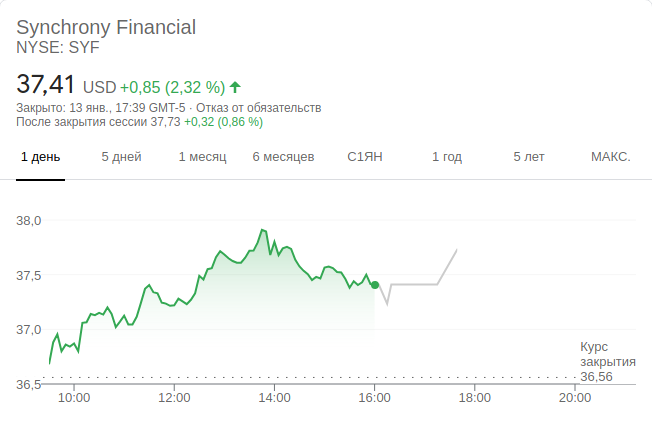 Synchrony Financial
NYSE: SYF
37,41 USD +0,85 (2,32 %)
Закрыто: 13 янв., 17:39 GMT-5 · Отказ от обязательств
После закрытия сессии 37,73 +0,32 (0,86 %)
1 день 5 дней 1 месяц 6 месяцев С1ЯН 1 год 5 лет МАКС.
38,0
37,5
37,0
Курс
закрытия
36,56
36,5
10:00 12:00 14:00 16:00 18:00 20:00